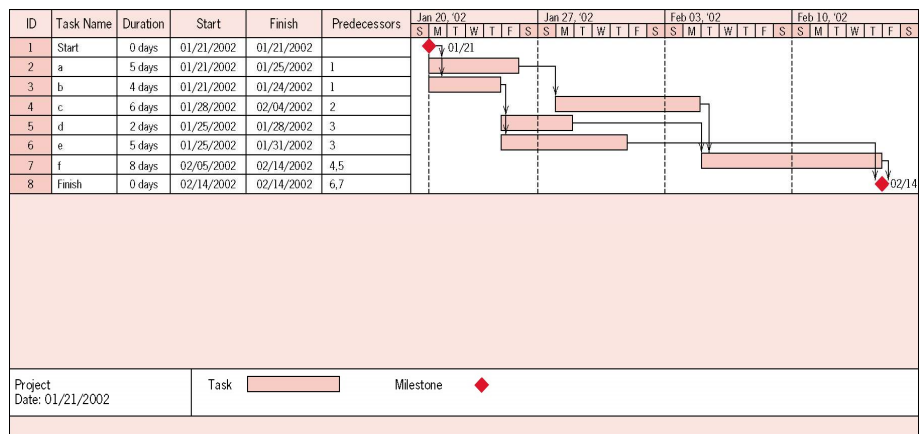 ID Task Name Duration Start Finish Predecessors Jan 20, '02 Jan 27, '02 Feb 03, '02 Feb 10, '02
S M T W T F S S M T W T F S S M T W T F S S M T W T F S
1 Start 0 days 01/21/2002 01/21/2002 01/21
2 a 5 days 01/21/2002 01/25/2002 1
3 b 4 days 01/21/2002 01/24/2002 1
4 c 6 days 01/28/2002 02/04/2002 2
5 d 2 days 01/25/2002 01/28/2002 3
6 e 5 days 01/25/2002 01/31/2002 3
7 f 8 days 02/05/2002 02/14/2002 4,5
8 Finish 0 days 02/14/2002 02/14/2002 6,7 02/14
Project Task Milestone
Date: 01/21/2002